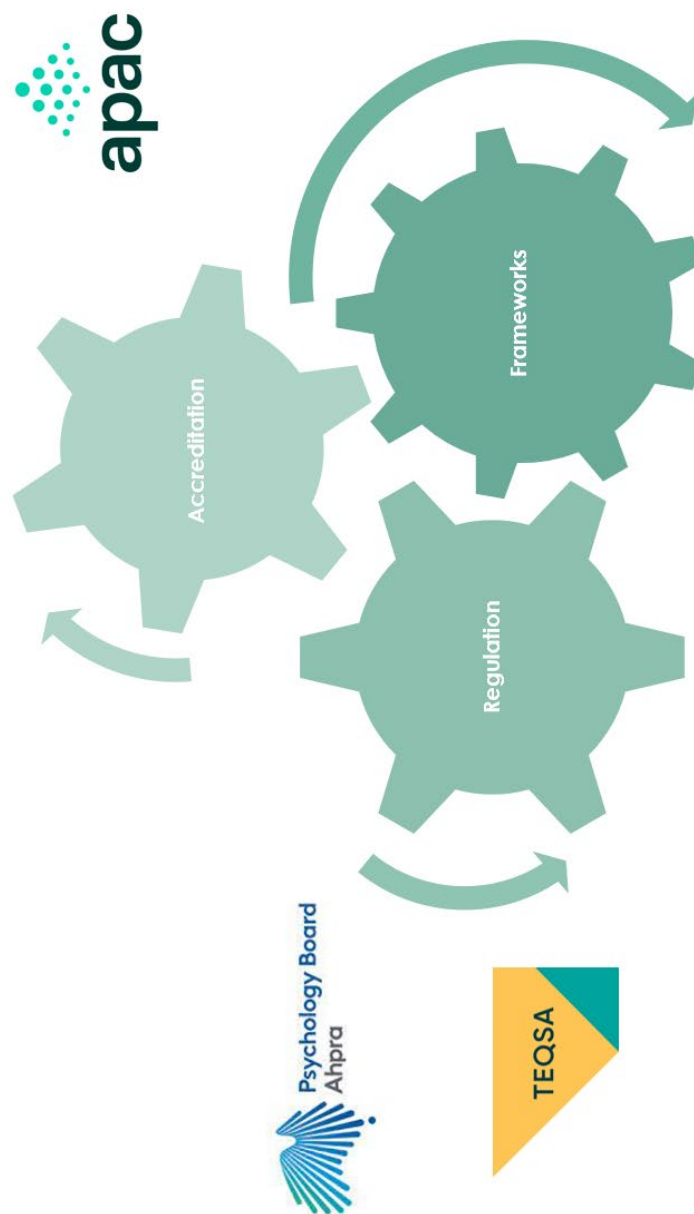 apac
Accreditation
Frameworks
Regulation
Psychology Board
Ahpra
TEQSA